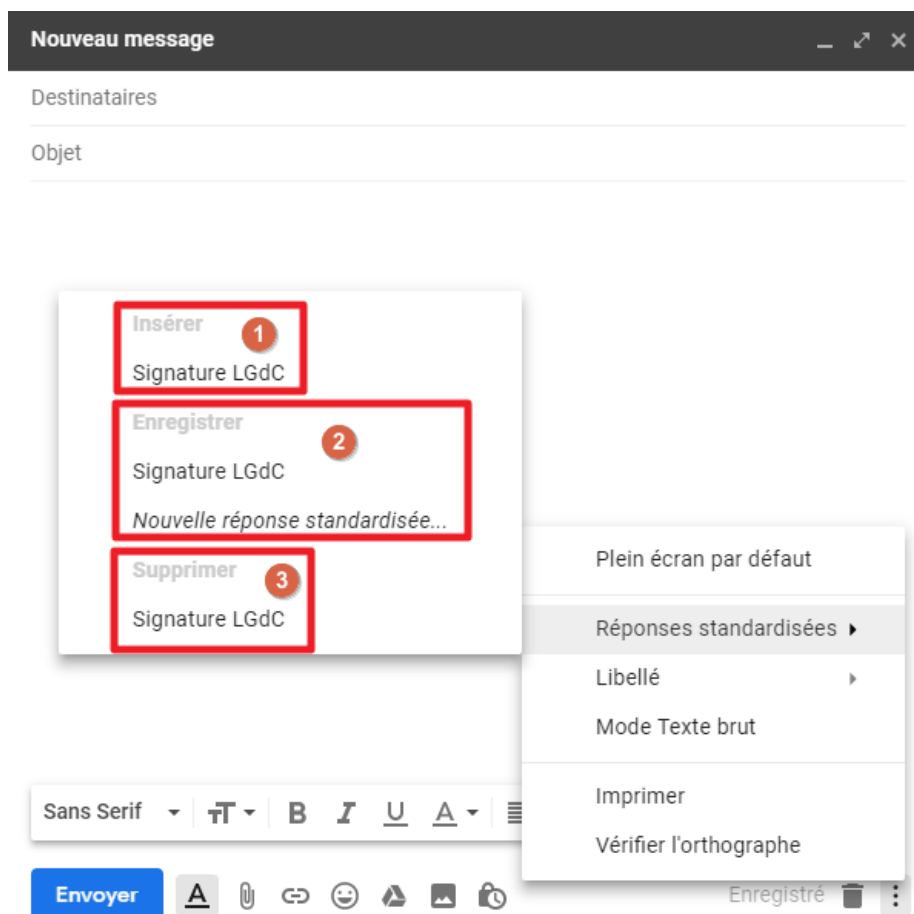 Nouveau message
Destinataires
Objet
Insérer
1
Signature LGdC
Enregistrer
2
Signature LGdC
Nouvelle réponse standardisée...
Supprimer
3
Signature LGdC
Plein écran par défaut
Réponses standardisées
Libellé
Mode Texte brut
Imprimer
Vérifier l'orthographe
Sans Serif
B I U A
Envoyer A
Enregistré